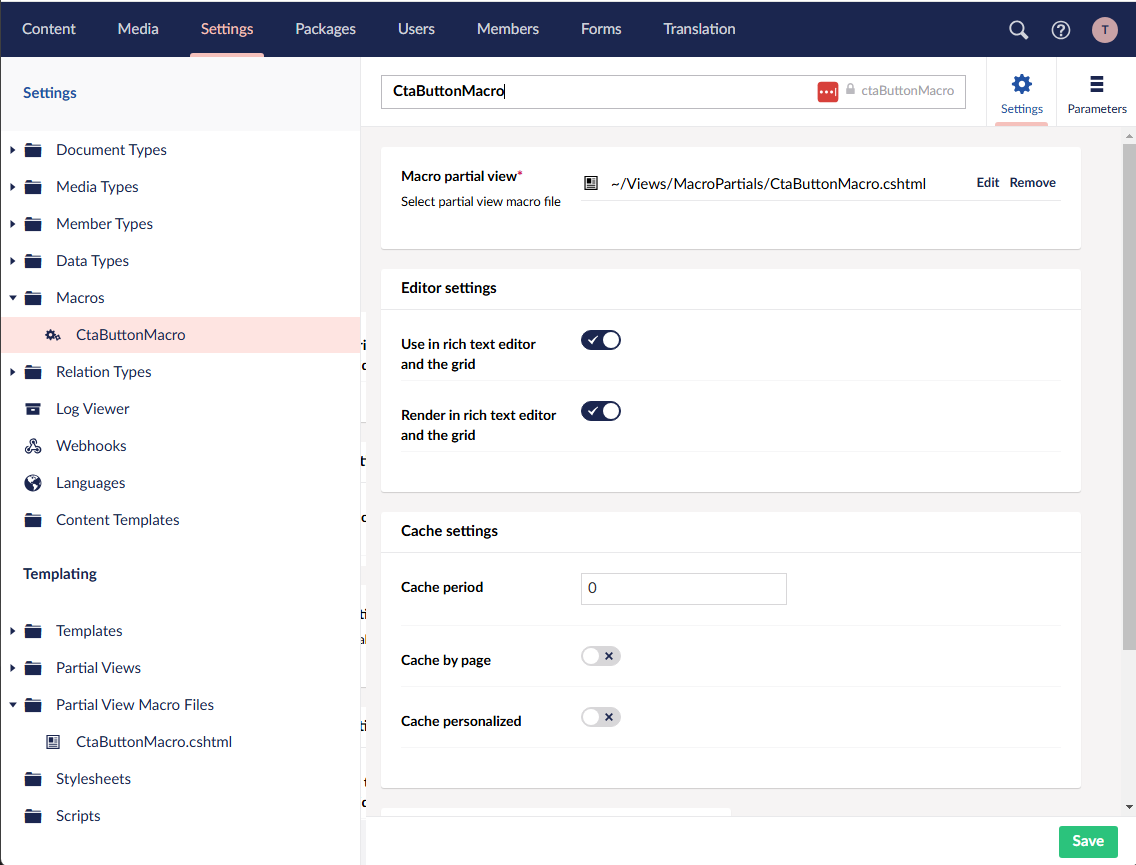 Content Media Settings Packages Users Members Forms Translation T
Settings
CtaButtonMacro ctaButtonMacro
Settings Parameters
Document Types
Media Types
Member Types
Data Types
Macros
CtaButtonMacro
Relation Types
Log Viewer
Webhooks
Languages
Content Templates
Templating
Templates
Partial Views
Partial View Macro Files
CtaButtonMacro.cshtml
Stylesheets
Scripts
Macro partial view*
Select partial view macro file
~/Views/MacroPartials/CtaButtonMacro.cshtml Edit Remove
Editor settings
Use in rich text editor
and the grid
Render in rich text editor
and the grid
Cache settings
Cache period 0
Cache by page
Cache personalized
Save